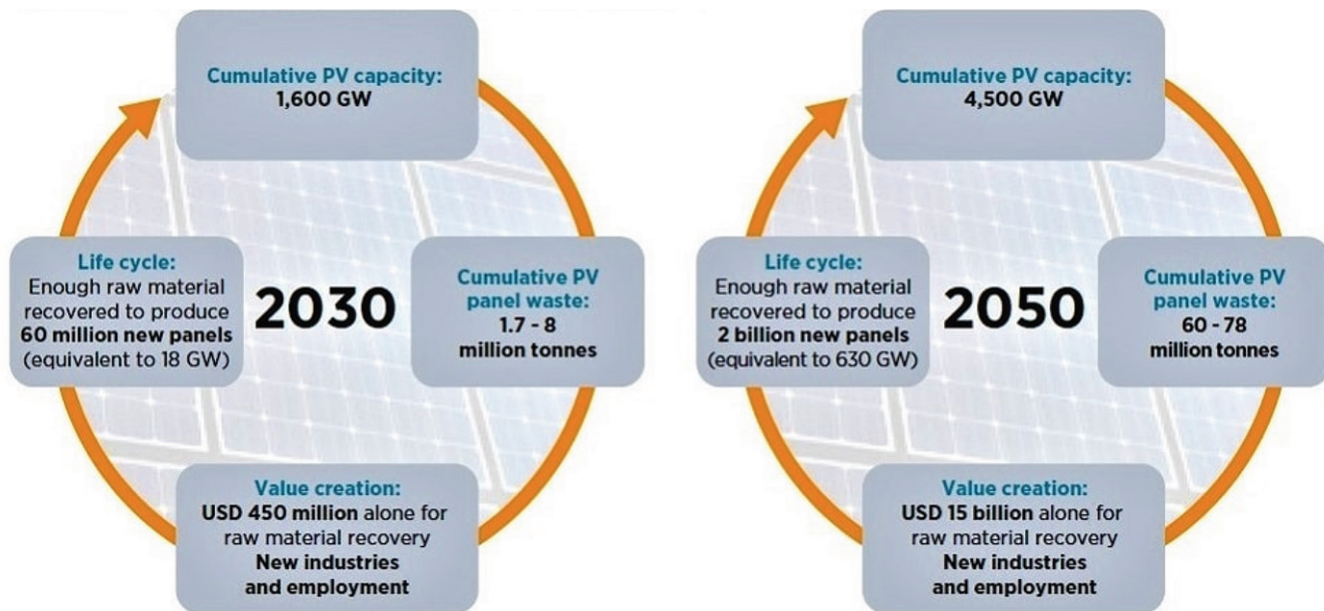 Cumulative PV capacity:
1,600 GW
Life cycle:
Enough raw material
recovered to produce
60 million new panels
(equivalent to 18 GW)
2030
Cumulative PV
panel waste:
1.7 - 8
million tonnes
Value creation:
USD 450 million alone for
raw material recovery
New industries
and employment
Cumulative PV capacity:
4,500 GW
Life cycle:
Enough raw material
recovered to produce
2 billion new panels
(equivalent to 630 GW)
2050
Cumulative PV
panel waste:
60 - 78
million tonnes
Value creation:
USD 15 billion alone for
raw material recovery
New industries
and employment